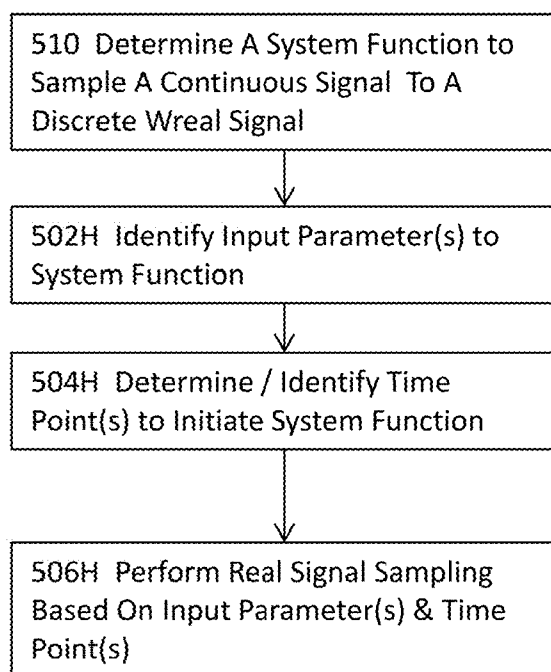 510 Determine A System Function to
Sample A Continuous Signal To A
Discrete Wreal Signal
502H Identify Input Parameter(s) to
System Function
504H Determine / Identify Time
Point(s) to Initiate System Function
506H Perform Real Signal Sampling
Based On Input Parameter(s) & Time
Point(s)